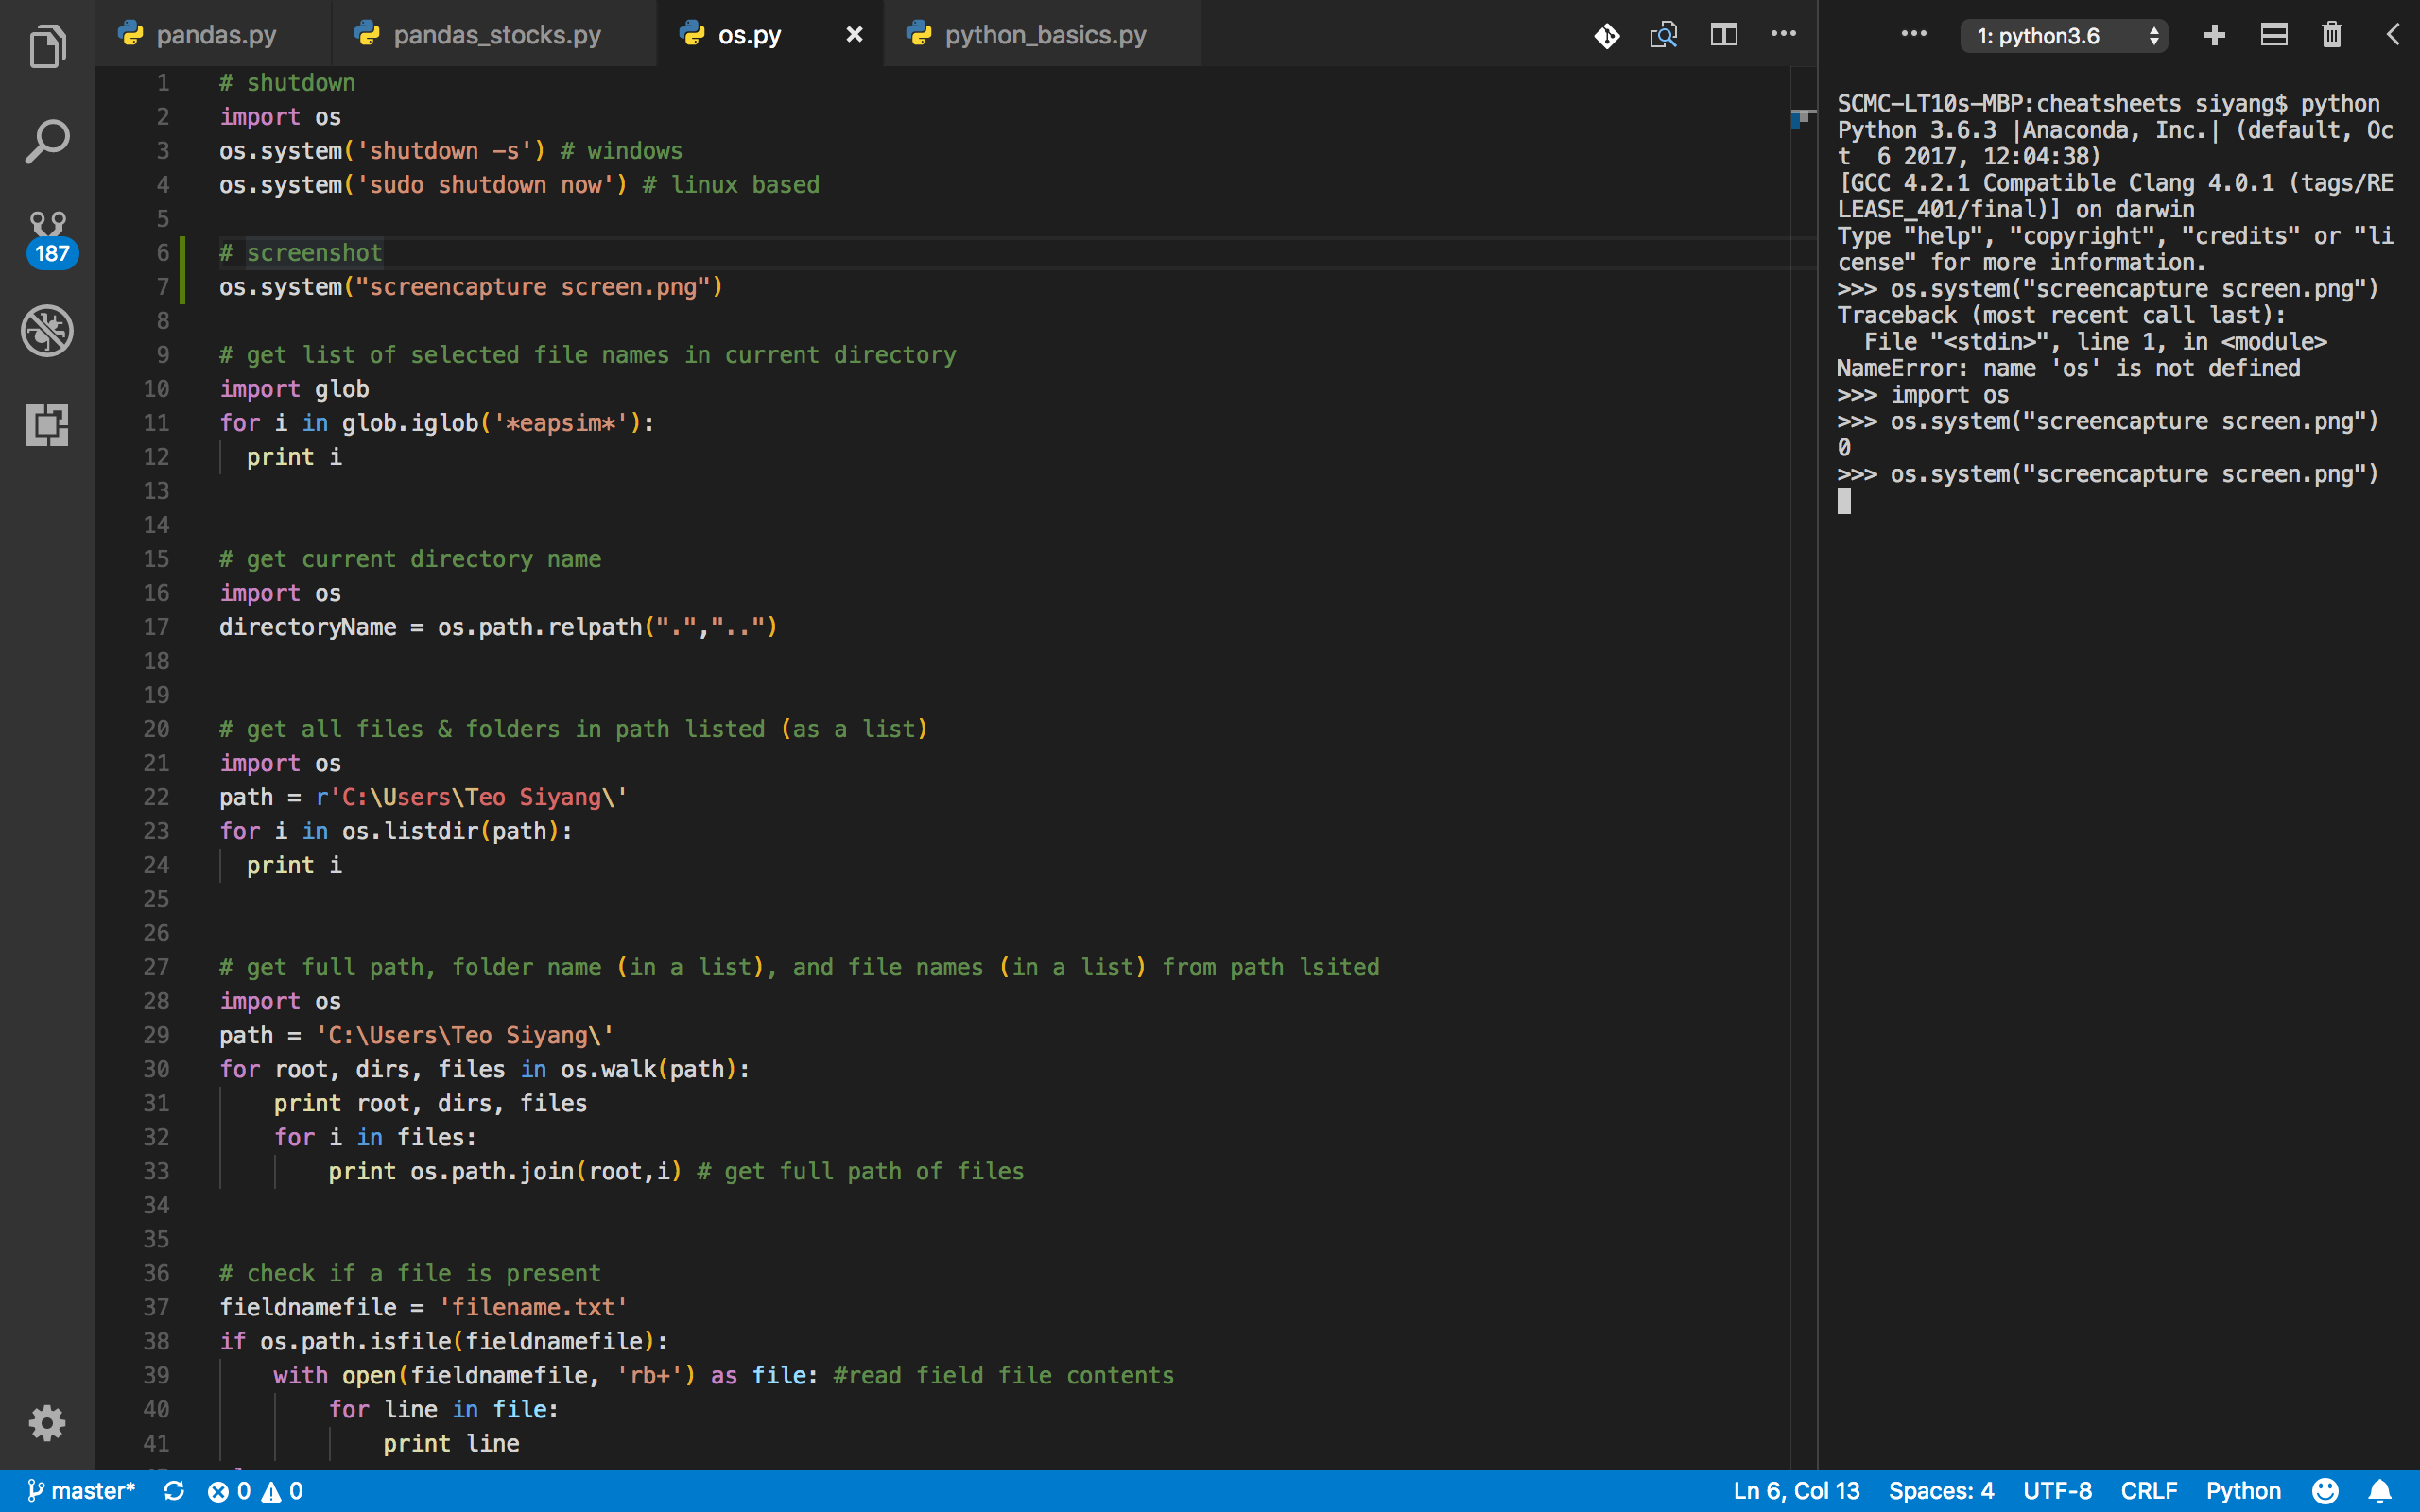 pandas.py
pandas_stocks.py
os.py
python_basics.py
1 # shutdown
2 import os
3 os.system('shutdown -s') # windows
4 os.system('sudo shutdown now') # linux based
5
6 # screenshot
7 os.system("screencapture screen.png")
8
9 # get list of selected file names in current directory
10 import glob
11 for i in glob.iglob('*eapsim*'):
12 print i
13
14
15 # get current directory name
16 import os
17 directoryName = os.path.relpath(".","..")
18
19
20 # get all files & folders in path listed (as a list)
21 import os
22 path = r'C:\Users\Teo Siyang\'
23 for i in os.listdir(path):
24 print i
25
26
27 # get full path, folder name (in a list), and file names (in a list) from path lsited
28 import os
29 path = 'C:\Users\Teo Siyang\'
30 for root, dirs, files in os.walk(path):
31 print root, dirs, files
32 for i in files:
33 print os.path.join(root,i) # get full path of files
34
35
36 # check if a file is present
37 fieldnamefile = 'filename.txt'
38 if os.path.isfile(fieldnamefile):
39 with open(fieldnamefile, 'rb+') as file: #read field file contents
40 for line in file:
41 print line
187
1: python3.6
SCMC-LT10s-MBP:cheatsheets siyang$ python
Python 3.6.3 |Anaconda, Inc.| (default, Oc
t  6 2017, 12:04:38)
[GCC 4.2.1 Compatible Clang 4.0.1 (tags/RE
LEASE_401/final)] on darwin
Type "help", "copyright", "credits" or "li
cense" for more information.
>>> os.system("screencapture screen.png")
Traceback (most recent call last):
File "<stdin>", line 1, in <module>
NameError: name 'os' is not defined
>>> import os
>>> os.system("screencapture screen.png")
0
>>> os.system("screencapture screen.png")
master* 0 0
Ln 6, Col 13 Spaces: 4 UTF-8 CRLF Python